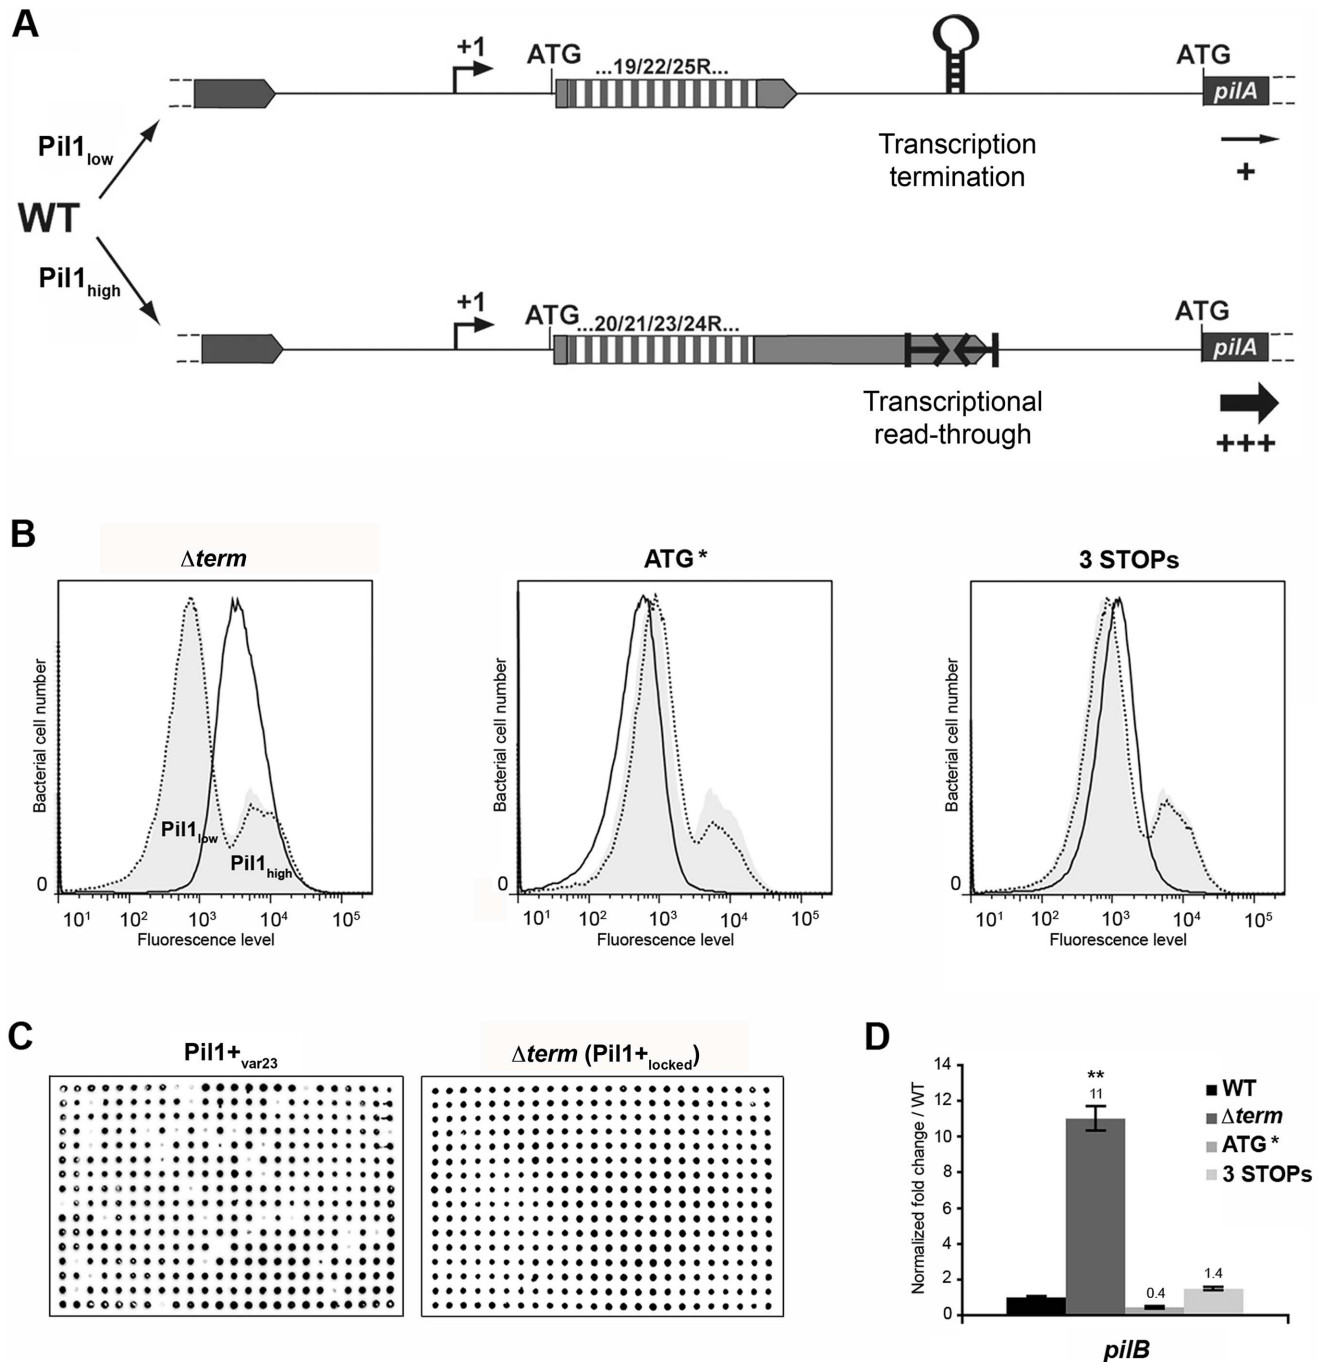 A
+1
ATG
...19/22/25R...
ATG
pilA
Pil1low
Transcription
termination
+
WT
Pil1high
+1
ATG
...20/21/23/24R...
ATG
pilA
Transcriptional
read-through
+++
B
Δterm
ATG*
3 STOPs
Bacterial cell number
Pil1low
Pil1high
0
10¹ 10² 10³ 10⁴ 10⁵
Fluorescence level
Bacterial cell number
0
10¹ 10² 10³ 10⁴ 10⁵
Fluorescence level
Bacterial cell number
0
10¹ 10² 10³ 10⁴ 10⁵
Fluorescence level
C
Pil1+var23
Δterm (Pil1+locked)
D
Normalized fold change / WT
14
12
10
8
6
4
2
0
**
11
0.4
1.4
WT
Δterm
ATG*
3 STOPs
pilB